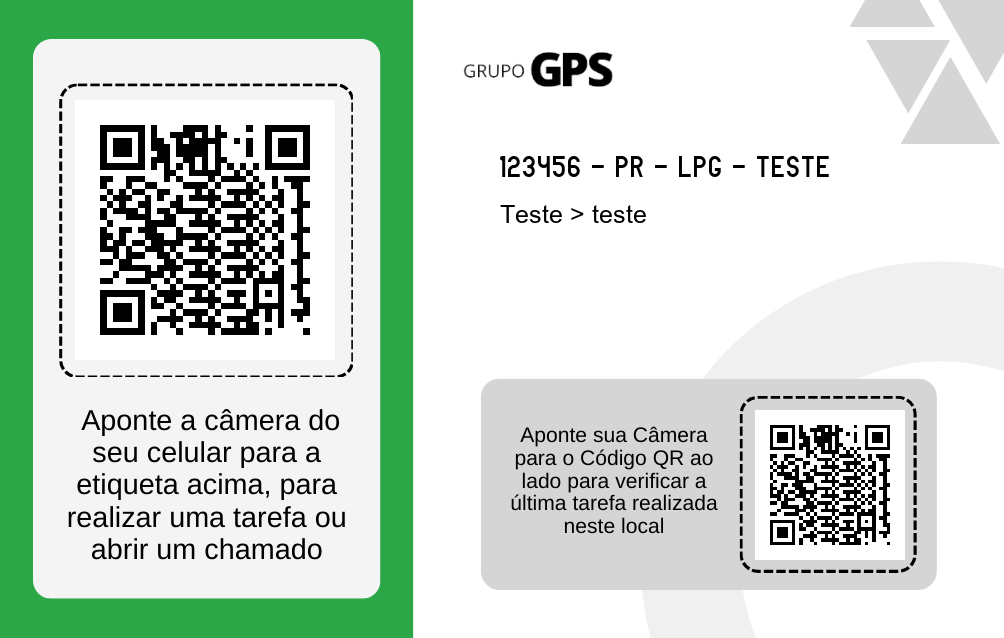 GRUPO GPS
123456 - PR - LPG - TESTE
Teste > teste
Aponte a câmera do
seu celular para a
etiqueta acima, para
realizar uma tarefa ou
abrir um chamado
Aponte sua Câmera
para o Código QR ao
lado para verificar a
última tarefa realizada
neste local